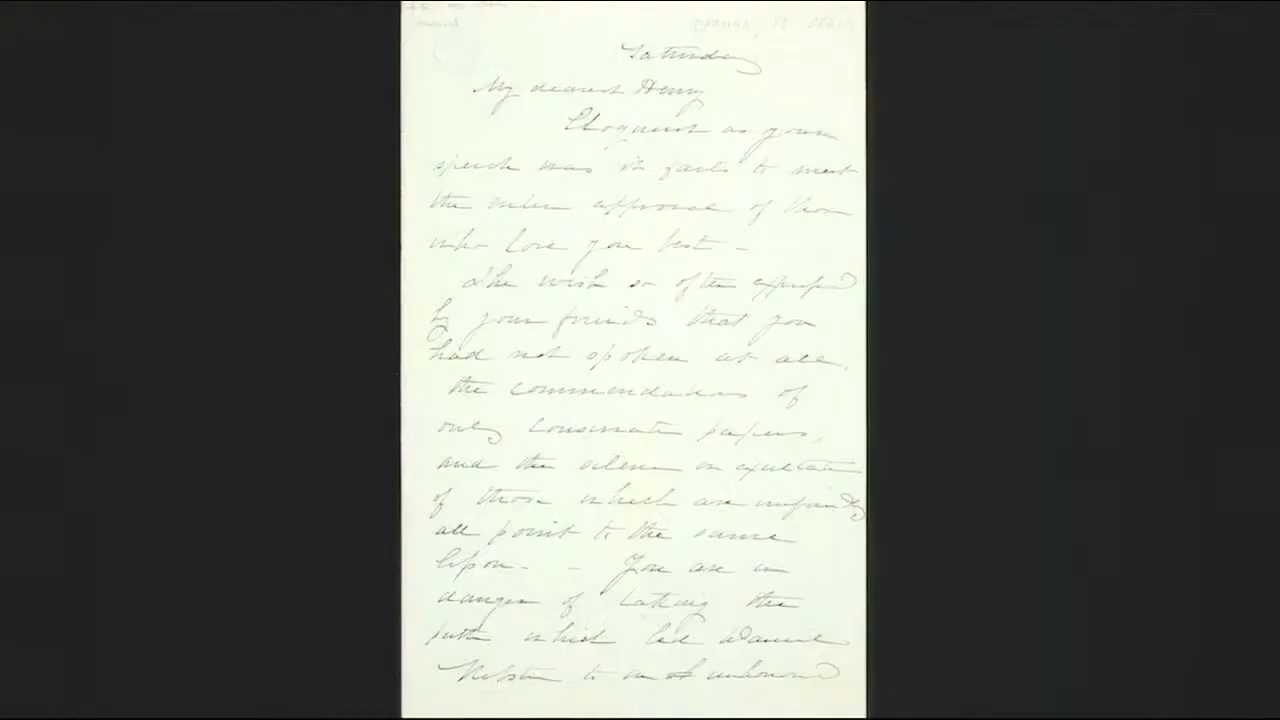 Saturday
My dearest Henry
Eloquent as your
speech was it fails to meet
the entire approval of those
who love you best -
The wish so often expressed
by your friends that you
had not spoken at all,
the commendations of
only consumate papers,
and the silence or exultation
of those which are unfriendly
all point to the same
lesson - - You are in
danger of taking the
path which led Daniel
Webster to an unhonored